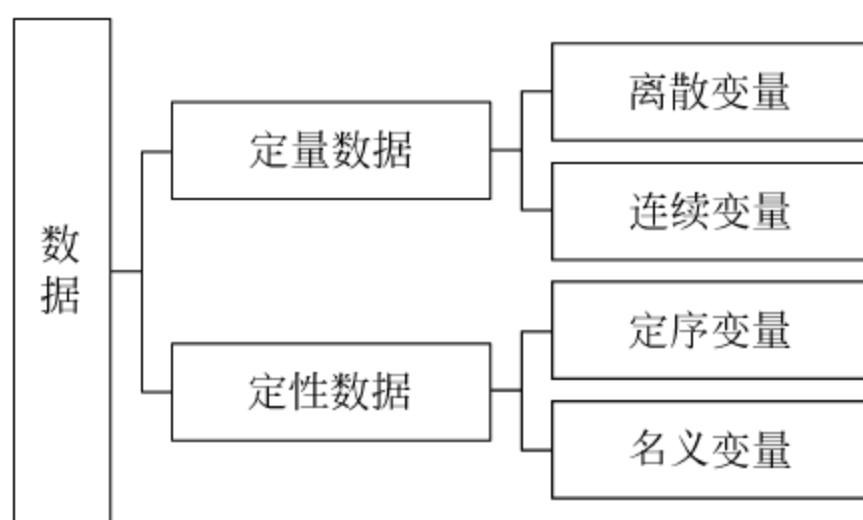 数据
定量数据
离散变量
连续变量
定性数据
定序变量
名义变量